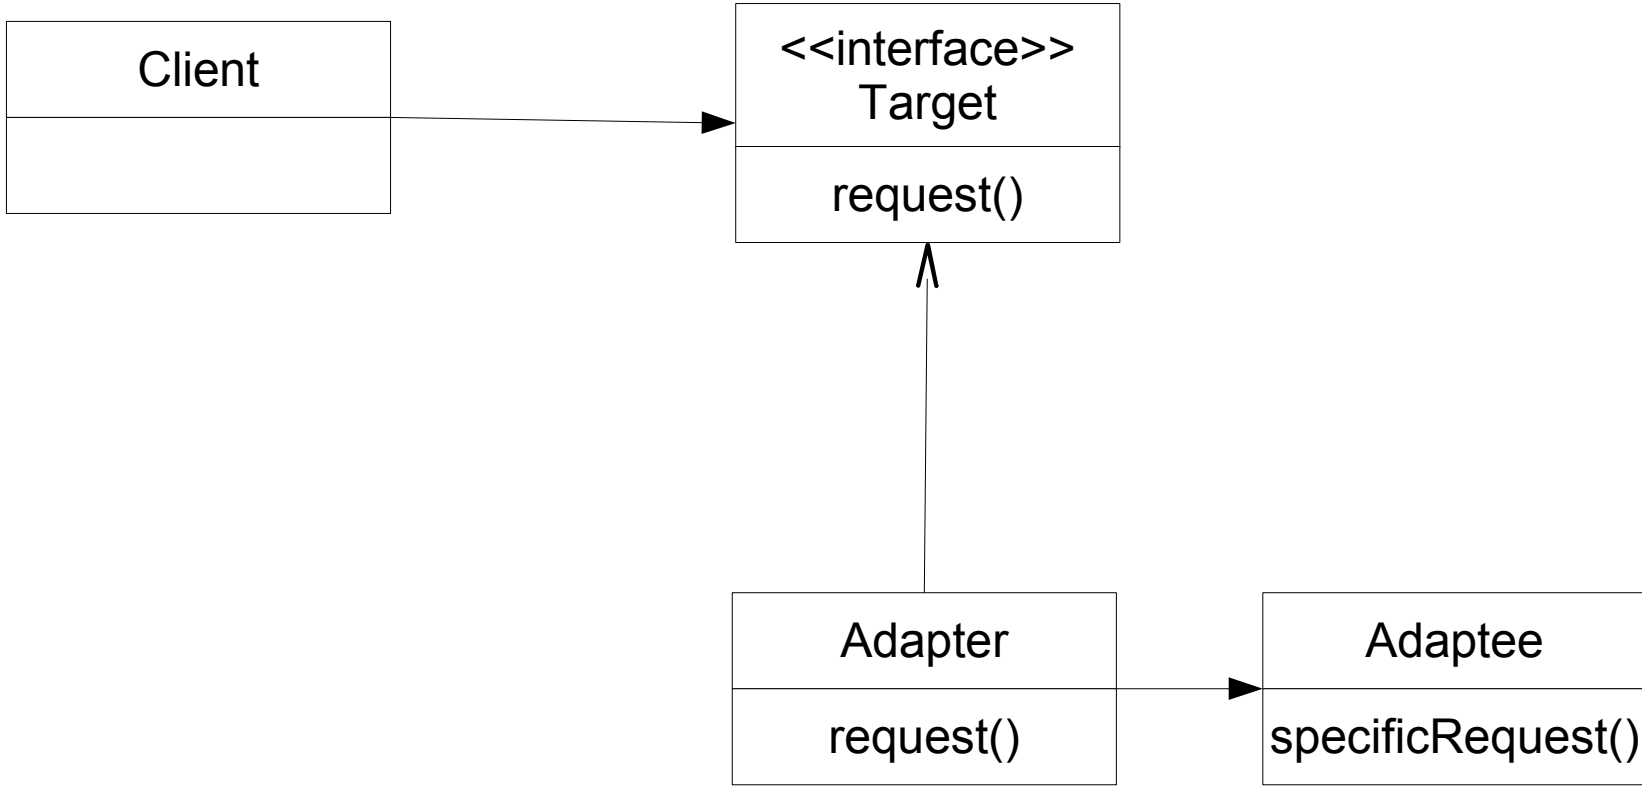 Client
<<interface>>
Target
request()
Adapter
request()
Adaptee
specificRequest()